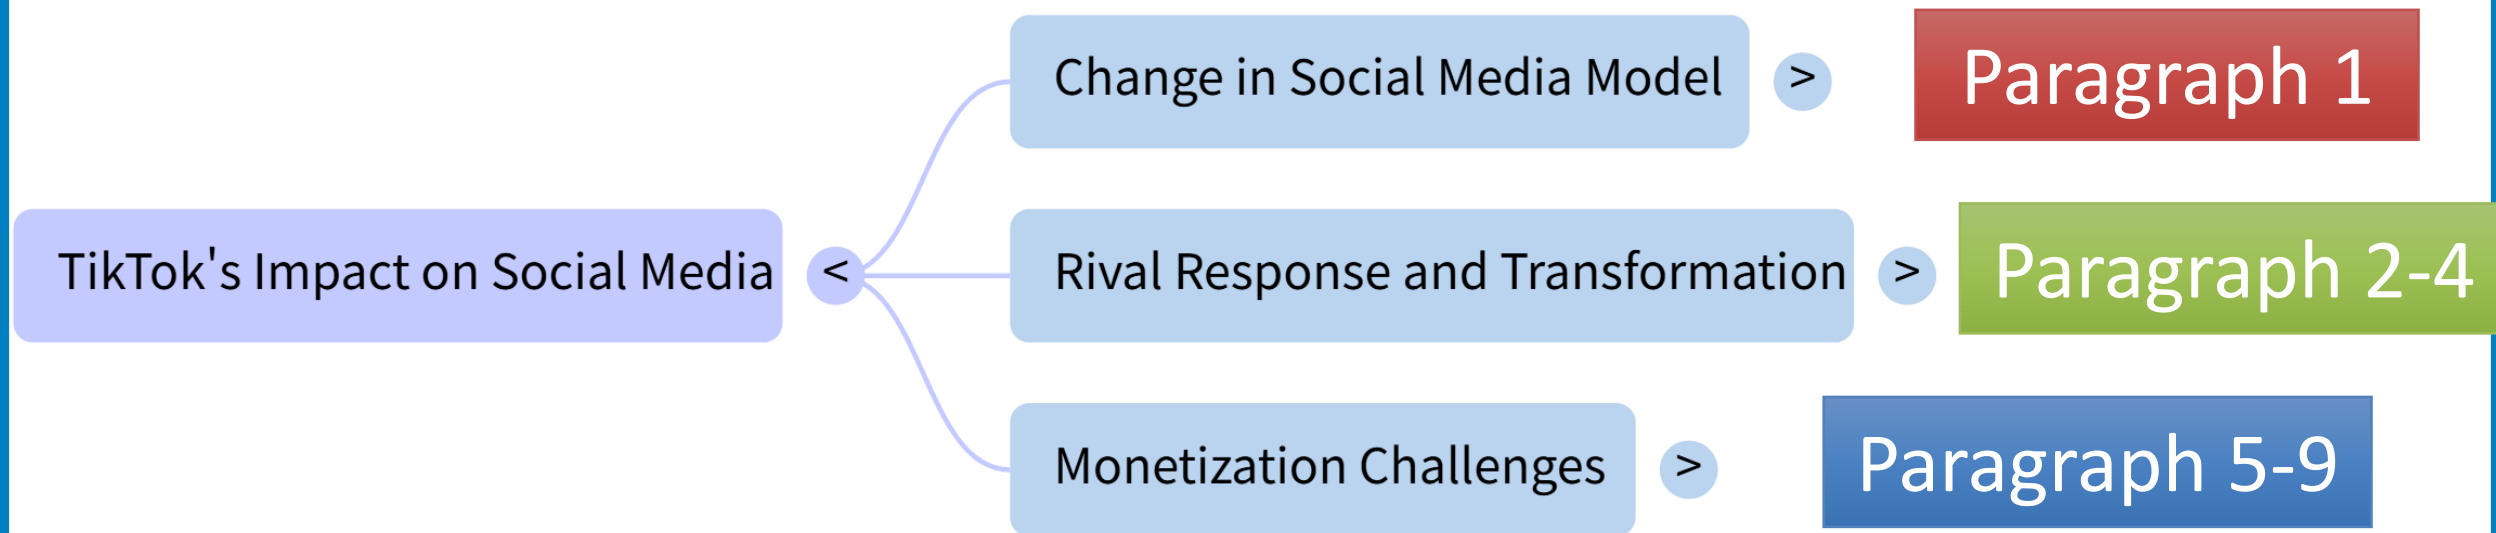 Change in Social Media Model > Paragraph 1
TikTok's Impact on Social Media < Rival Response and Transformation > Paragraph 2-4
Monetization Challenges > Paragraph 5-9